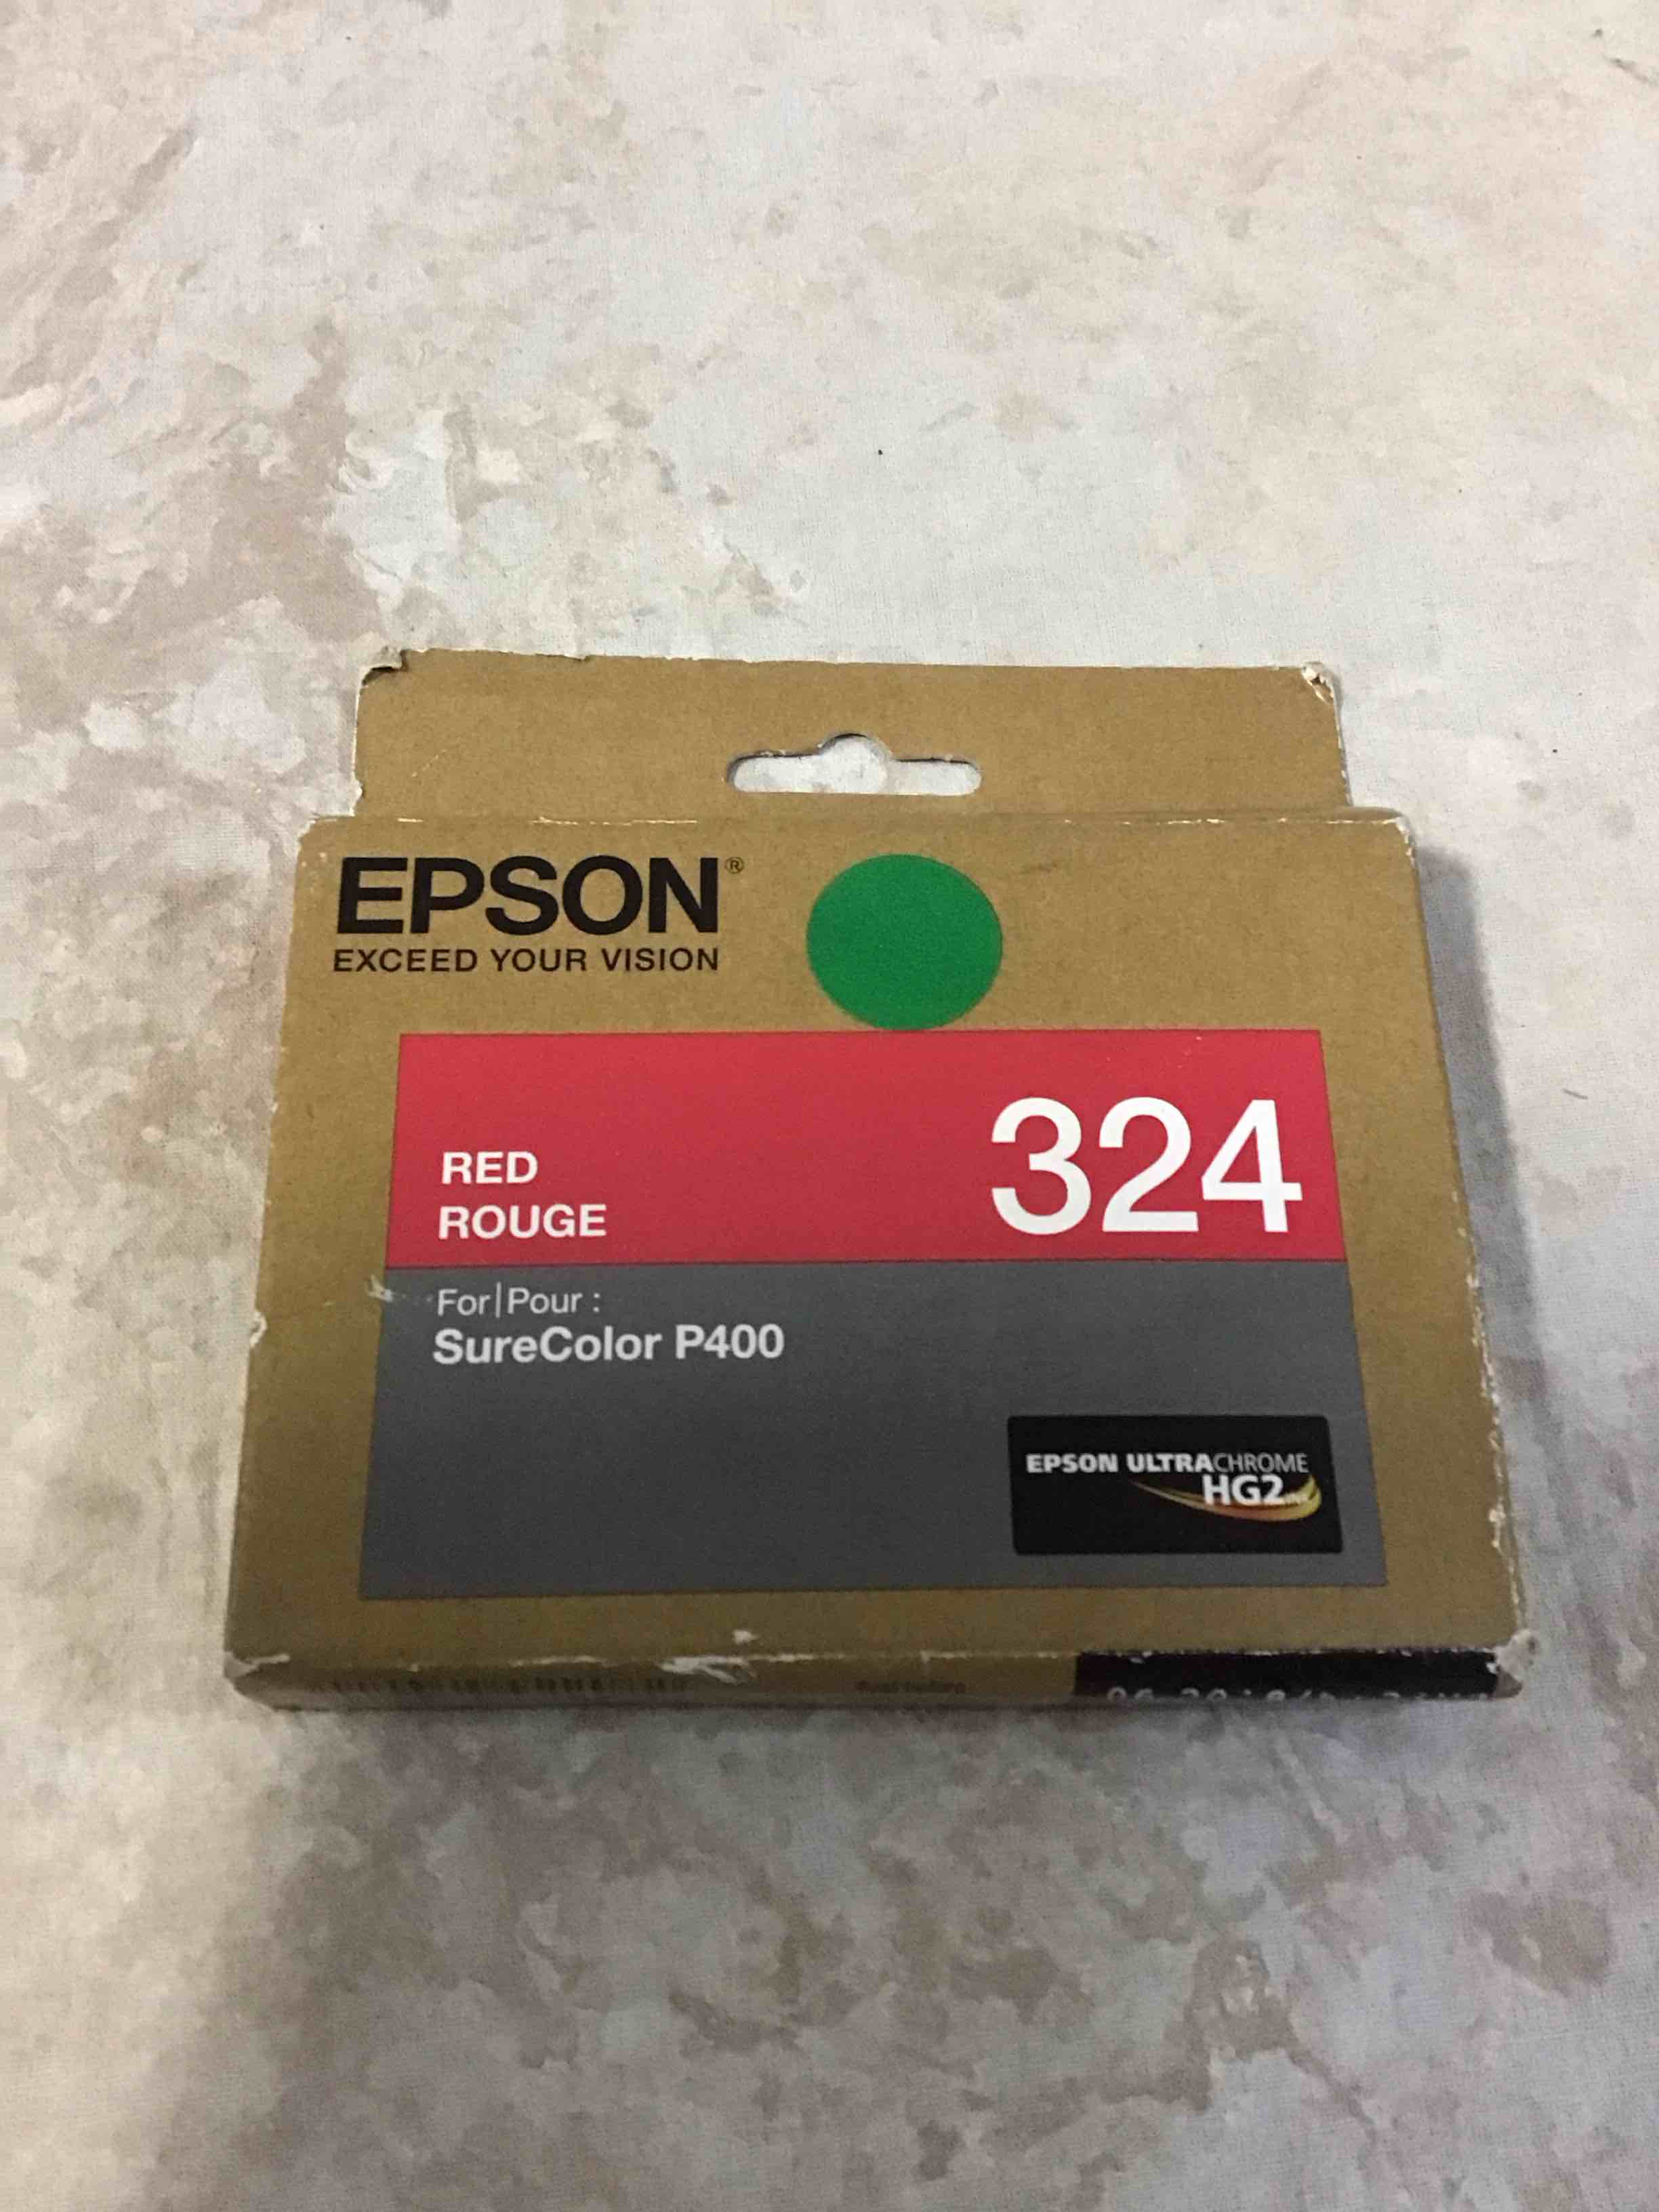 EPSON®
EXCEED YOUR VISION
RED
ROUGE
324
For|Pour :
SureColor P400
EPSON ULTRACHROME
HG2